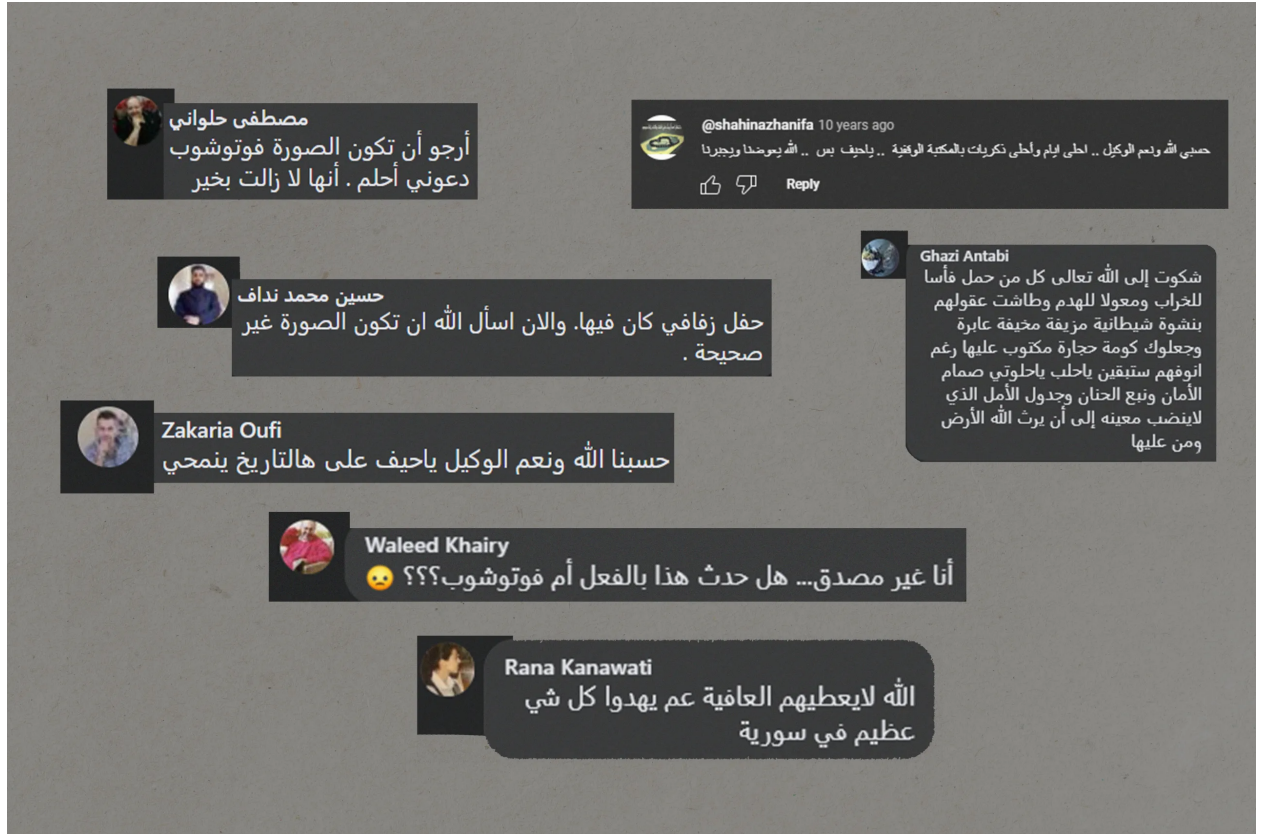 مصطفى حلواني
أرجو أن تكون الصورة فوتوشوب
دعوني أحلم . أنها لا زالت بخير
@shahinazhanifa 10 years ago
حسبي الله ونعم الوكيل .. احلى ايام وأحلى ذكريات بالمكتبة الوقفية .. ياحيف بس .. الله يعوضنا ويجبرنا
Reply
Ghazi Antabi
شكوت إلى الله تعالى كل من حمل فأسا
للخراب ومعولا للهدم وطاشت عقولهم
بنشوة شيطانية مزيفة مخيفة عابرة
وجعلوك كومة حجارة مكتوب عليها رغم
انوفهم ستبقين ياحلب ياحلوتي صمام
الأمان ونبع الحنان وجدول الأمل الذي
لاينضب معينه إلى أن يرث الله الأرض
ومن عليها
حسين محمد نداف
حفل زفافي كان فيها. والان اسأل الله ان تكون الصورة غير
صحيحة .
Zakaria Oufi
حسبنا الله ونعم الوكيل ياحيف على هالتاريخ ينمحي
Waleed Khairy
أنا غير مصدق... هل حدث هذا بالفعل أم فوتوشوب؟؟؟ 😠
Rana Kanawati
الله لايعطيهم العافية عم يهدوا كل شي
عظيم في سورية